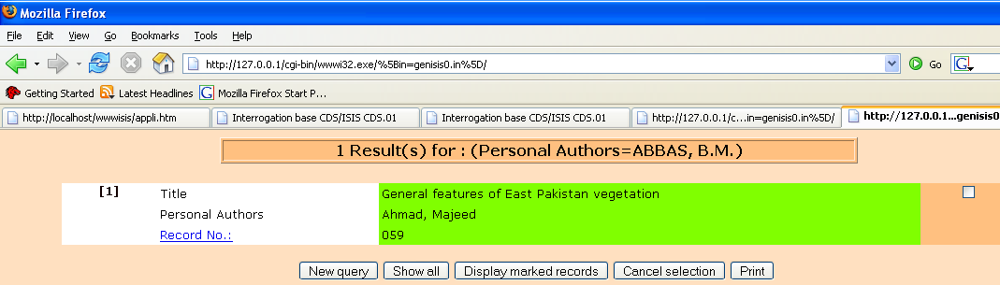 Mozilla Firefox
File Edit View Go Bookmarks Tools Help
http://127.0.0.1/cgi-bin/wwwi32.exe/%5Bin=genisis0.in%5D/ Go G
Getting Started Latest Headlines G Mozilla Firefox Start P...
http://localhost/wwwisis/appli.htm Interrogation base CDS/ISIS CDS.01 Interrogation base CDS/ISIS CDS.01 http://127.0.0.1/c...in=genisis0.in%5D/ http://127.0.0.1...genisis0
1 Result(s) for : (Personal Authors=ABBAS, B.M.)
[1] Title General features of East Pakistan vegetation
Personal Authors Ahmad, Majeed
Record No.: 059
New query Show all Display marked records Cancel selection Print